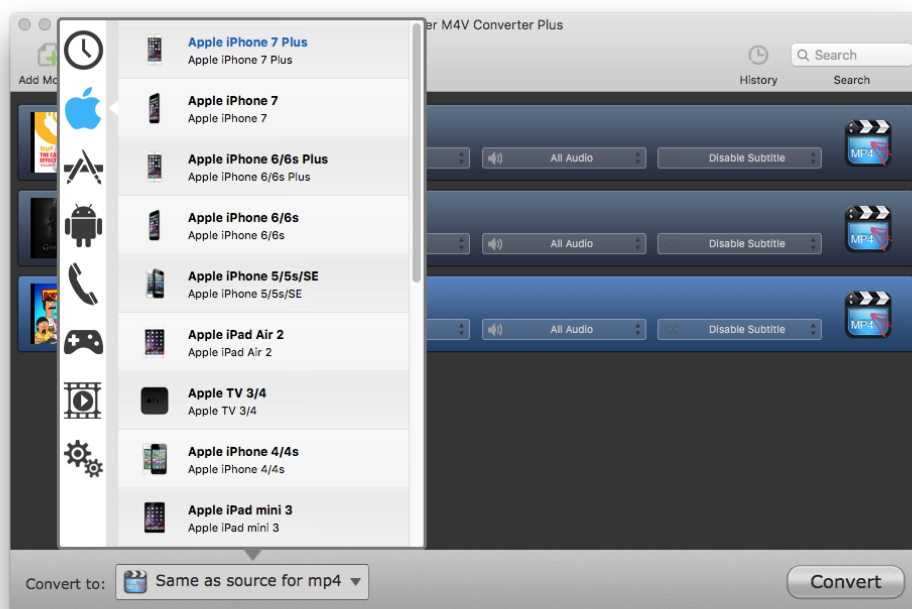 er M4V Converter Plus
Add Mo
History
Search
Search
Apple iPhone 7 Plus
Apple iPhone 7 Plus
Apple iPhone 7
Apple iPhone 7
Apple iPhone 6/6s Plus
Apple iPhone 6/6s Plus
Apple iPhone 6/6s
Apple iPhone 6/6s
Apple iPhone 5/5s/SE
Apple iPhone 5/5s/SE
Apple iPad Air 2
Apple iPad Air 2
Apple TV 3/4
Apple TV 3/4
Apple iPhone 4/4s
Apple iPhone 4/4s
Apple iPad mini 3
Apple iPad mini 3
All Audio
CC Disable Subtitle
MP4
All Audio
CC Disable Subtitle
MP4
All Audio
CC Disable Subtitle
MP4
Convert to:
Same as source for mp4
Convert